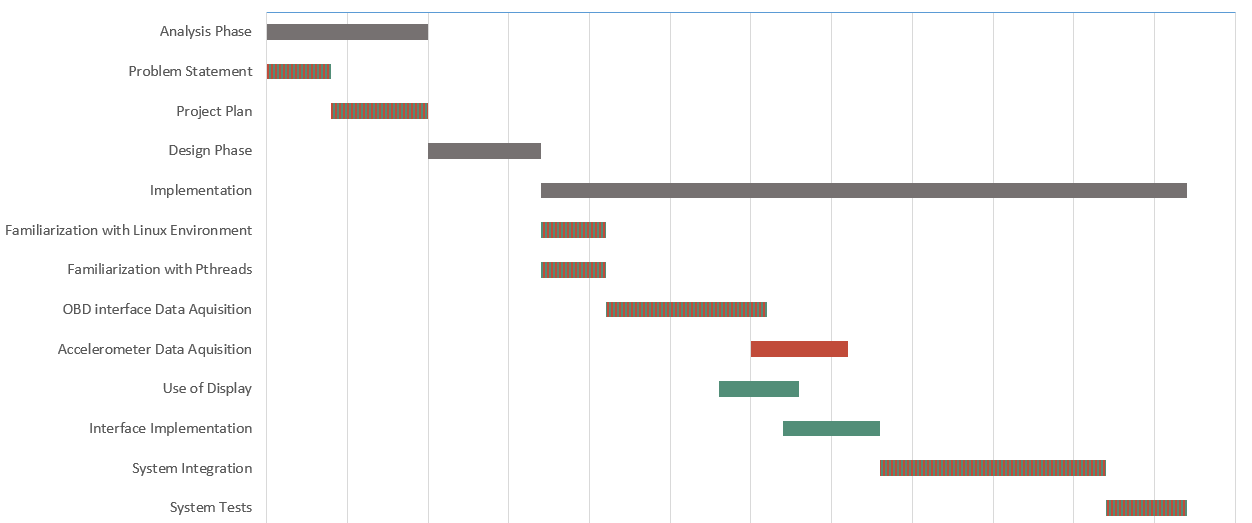 Analysis Phase
Problem Statement
Project Plan
Design Phase
Implementation
Familiarization with Linux Environment
Familiarization with Pthreads
OBD interface Data Aquisition
Accelerometer Data Aquisition
Use of Display
Interface Implementation
System Integration
System Tests